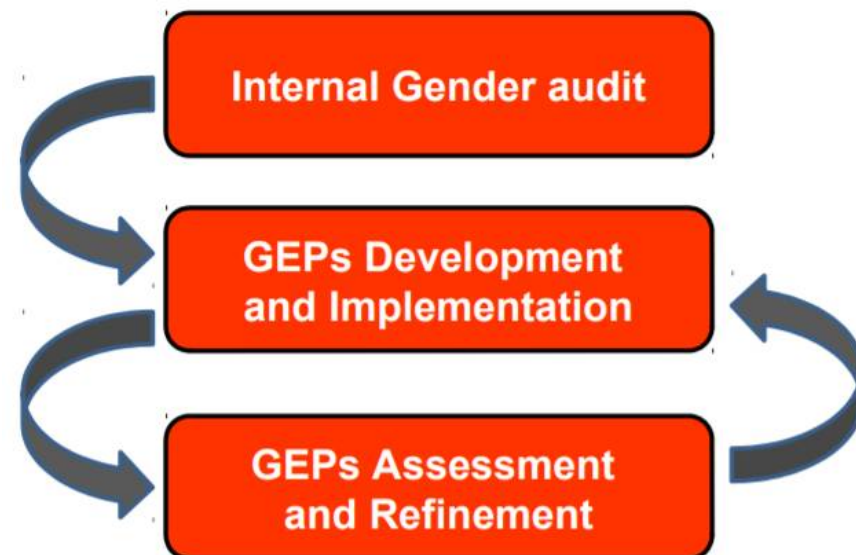 Internal Gender audit
GEPs Development
and Implementation
GEPs Assessment
and Refinement